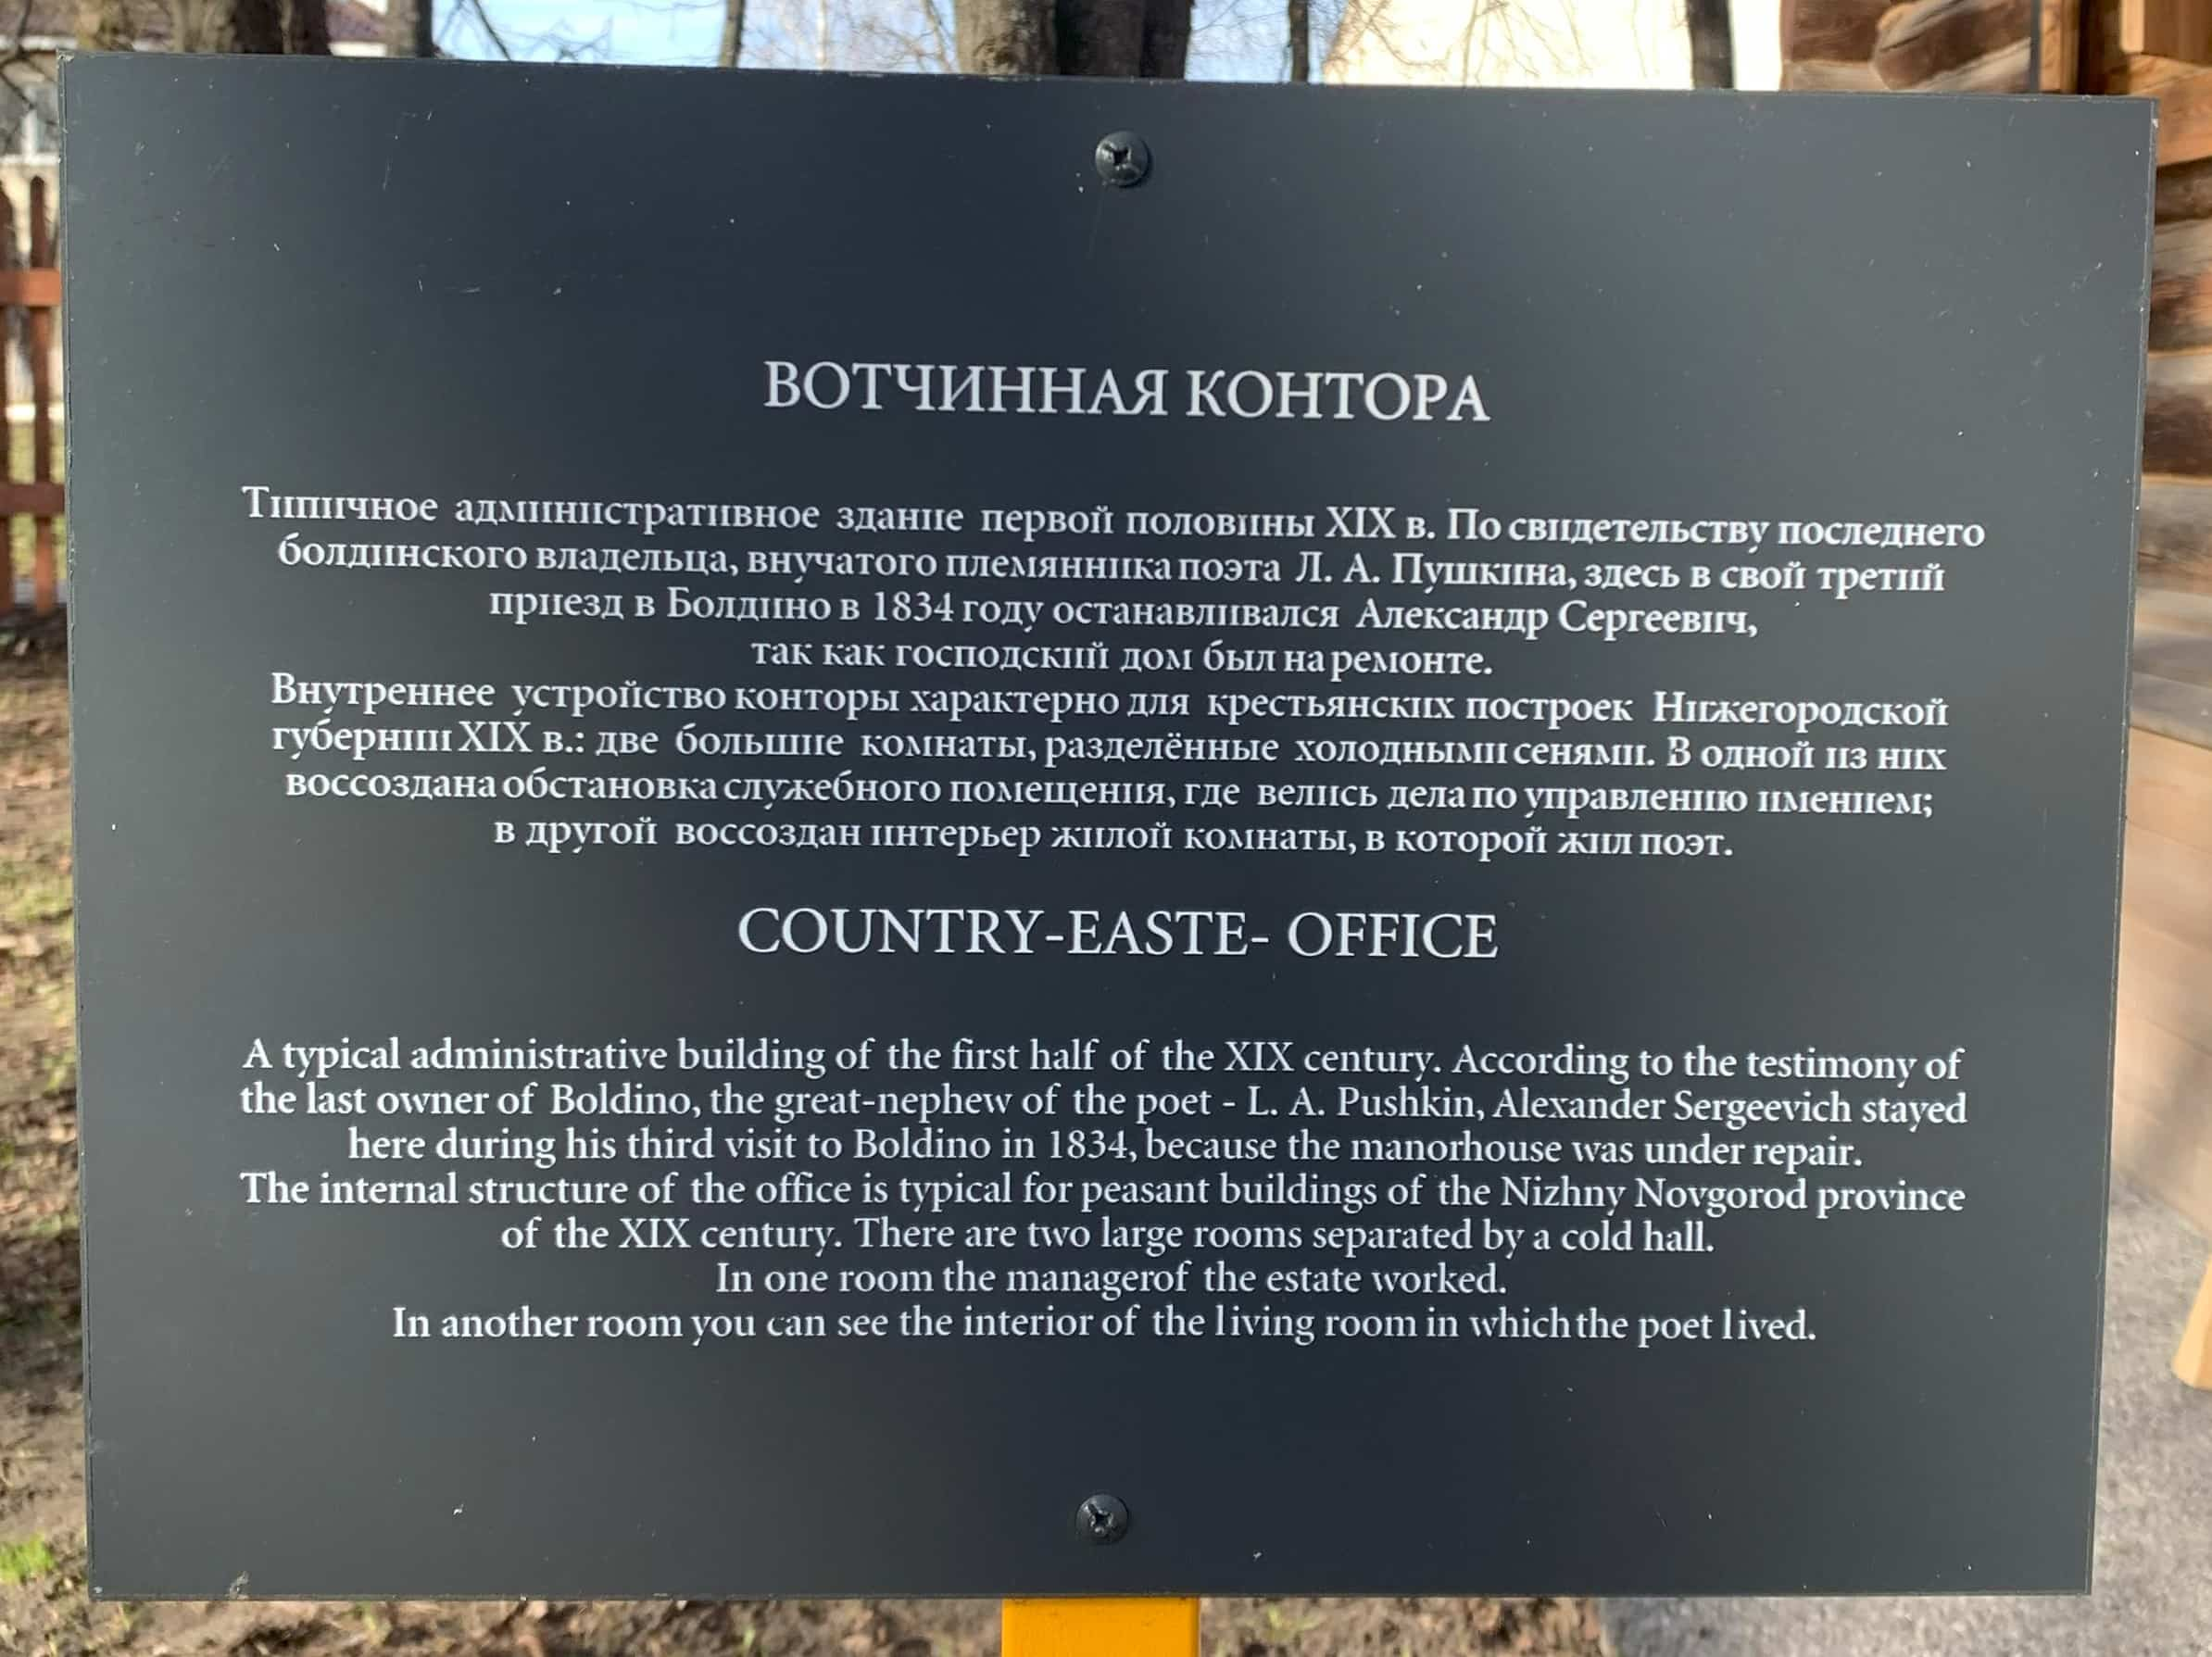 ВОТЧИННАЯ КОНТОРА
Типичное административное здание первой половины XIX в. По свидетельству последнего
болдинского владельца, внучатого племянника поэта Л. А. Пушкина, здесь в свой третий
приезд в Болдино в 1834 году останавливался Александр Сергеевич,
так как господский дом был на ремонте.
Внутреннее устройство конторы характерно для крестьянских построек Нижегородской
губернии XIX в.: две большие комнаты, разделённые холодными сенями. В одной из них
воссоздана обстановка служебного помещения, где велись дела по управлению имением;
в другой воссоздан интерьер жилой комнаты, в которой жил поэт.
COUNTRY-EASTE- OFFICE
A typical administrative building of the first half of the XIX century. According to the testimony of
the last owner of Boldino, the great-nephew of the poet - L. A. Pushkin, Alexander Sergeevich stayed
here during his third visit to Boldino in 1834, because the manorhouse was under repair.
The internal structure of the office is typical for peasant buildings of the Nizhny Novgorod province
of the XIX century. There are two large rooms separated by a cold hall.
In one room the managerof the estate worked.
In another room you can see the interior of the living room in which the poet lived.